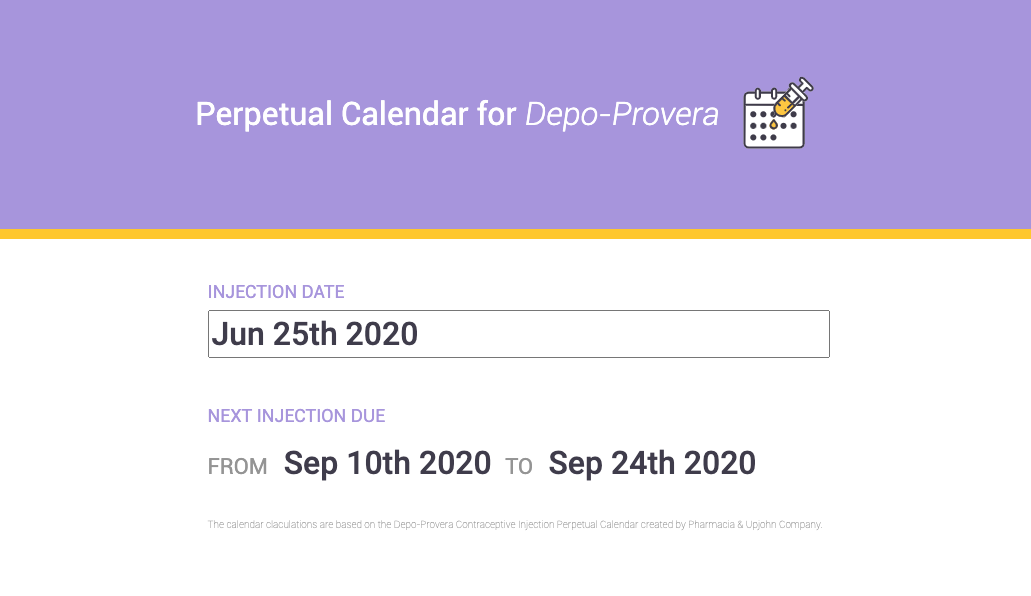 Perpetual Calendar for Depo-Provera
INJECTION DATE
Jun 25th 2020
NEXT INJECTION DUE
FROM Sep 10th 2020 TO Sep 24th 2020
The calendar claculations are based on the Depo-Provera Contraceptive Injection Perpetual Calendar created by Pharmacia & Upjohn Company.